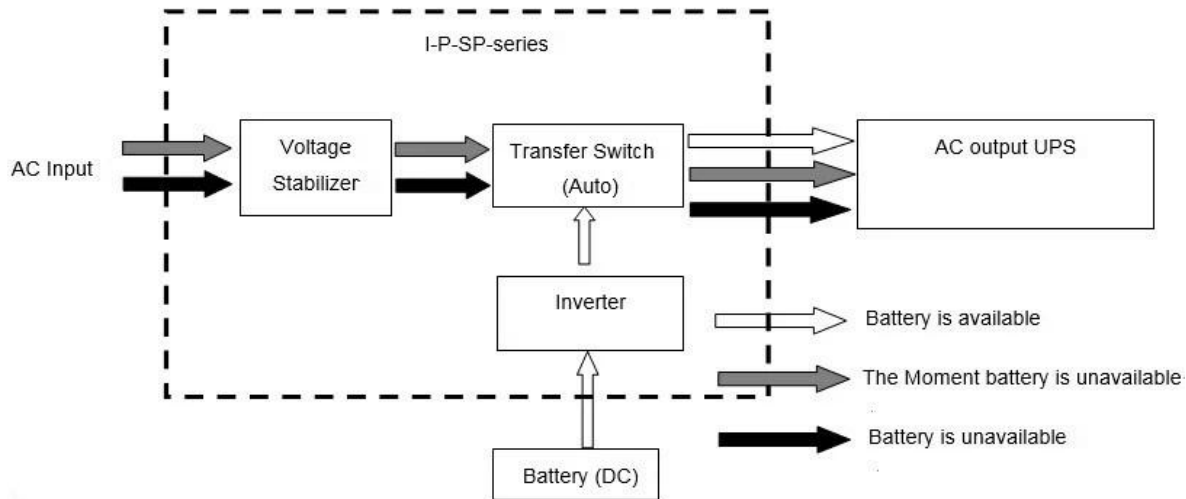 I-P-SP-series
AC Input
Voltage
Stabilizer
Transfer Switch
(Auto)
AC output UPS
Inverter
Battery is available
The Moment battery is unavailable
Battery is unavailable
Battery (DC)